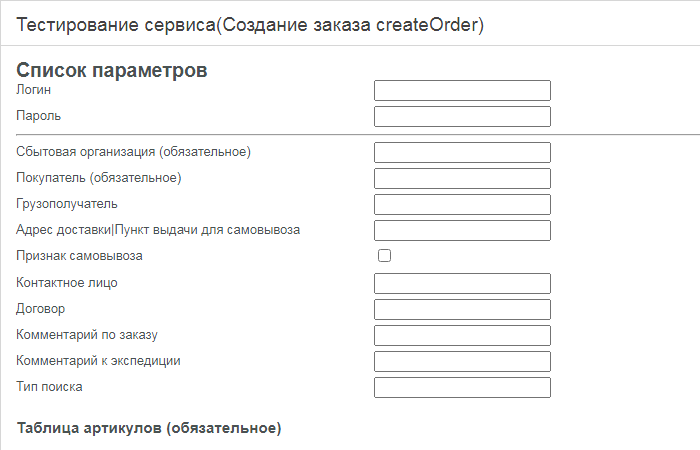 Тестирование сервиса(Создание заказа createOrder)
Список параметров
Логин
Пароль
Сбытовая организация (обязательное)
Покупатель (обязательное)
Грузополучатель
Адрес доставки|Пункт выдачи для самовывоза
Признак самовывоза
Контактное лицо
Договор
Комментарий по заказу
Комментарий к экспедиции
Тип поиска
Таблица артикулов (обязательное)